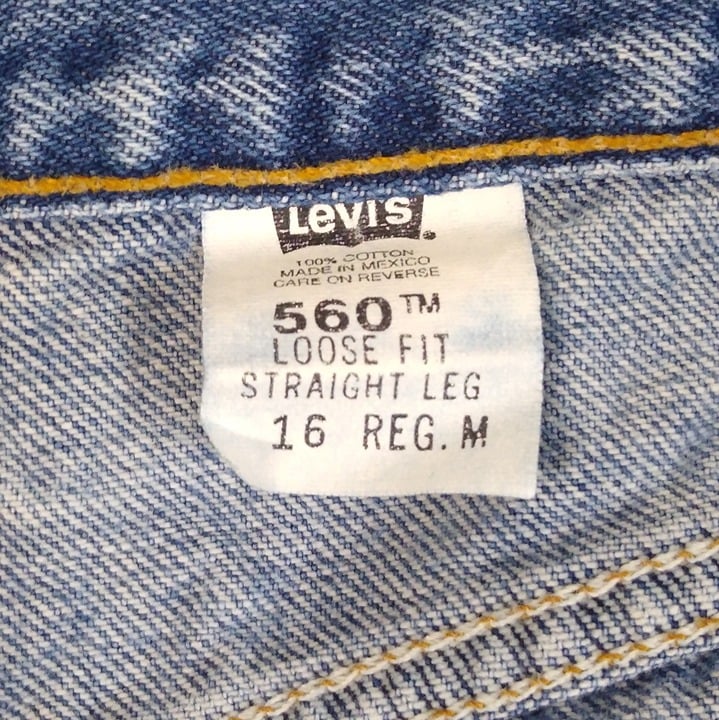 Levi's
100% COTTON
MADE IN MEXICO
CARE ON REVERSE
560™
LOOSE FIT
STRAIGHT LEG
16 REG. M